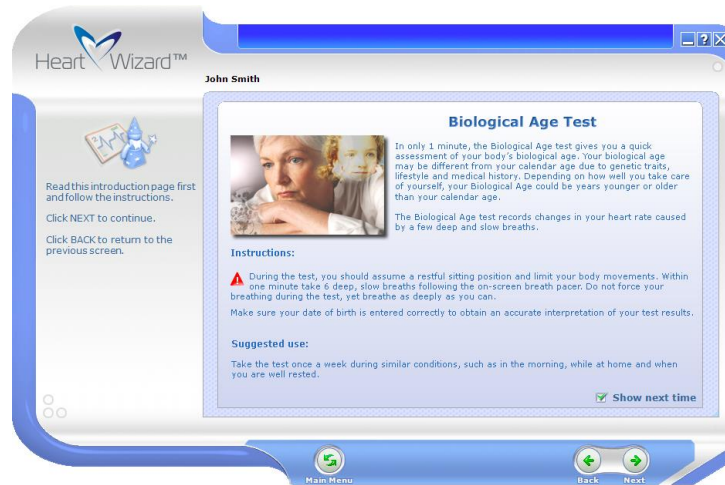 Heart Wizard™
John Smith
Read this introduction page first
and follow the instructions.
Click NEXT to continue.
Click BACK to return to the
previous screen.
Biological Age Test
In only 1 minute, the Biological Age test gives you a quick
assessment of your body's biological age. Your biological age
may be different from your calendar age due to genetic traits,
lifestyle and medical history. Depending on how well you take care
of yourself, your Biological Age could be years younger or older
than your calendar age.
The Biological Age test records changes in your heart rate caused
by a few deep and slow breaths.
Instructions:
During the test, you should assume a restful sitting position and limit your body movements. Within
one minute take 6 deep, slow breaths following the on-screen breath pacer. Do not force your
breathing during the test, yet breathe as deeply as you can.
Make sure your date of birth is entered correctly to obtain an accurate interpretation of your test results.
Suggested use:
Take the test once a week during similar conditions, such as in the morning, while at home and when
you are well rested.
Show next time
Main Menu
Back
Next